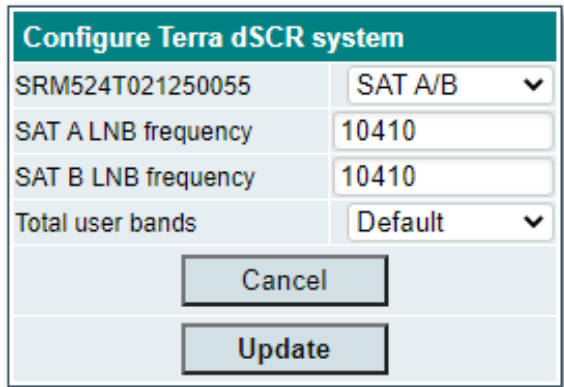 Configure Terra dSCR system
SRM524T021250055 SAT A/B
SAT A LNB frequency 10410
SAT B LNB frequency 10410
Total user bands Default
Cancel
Update